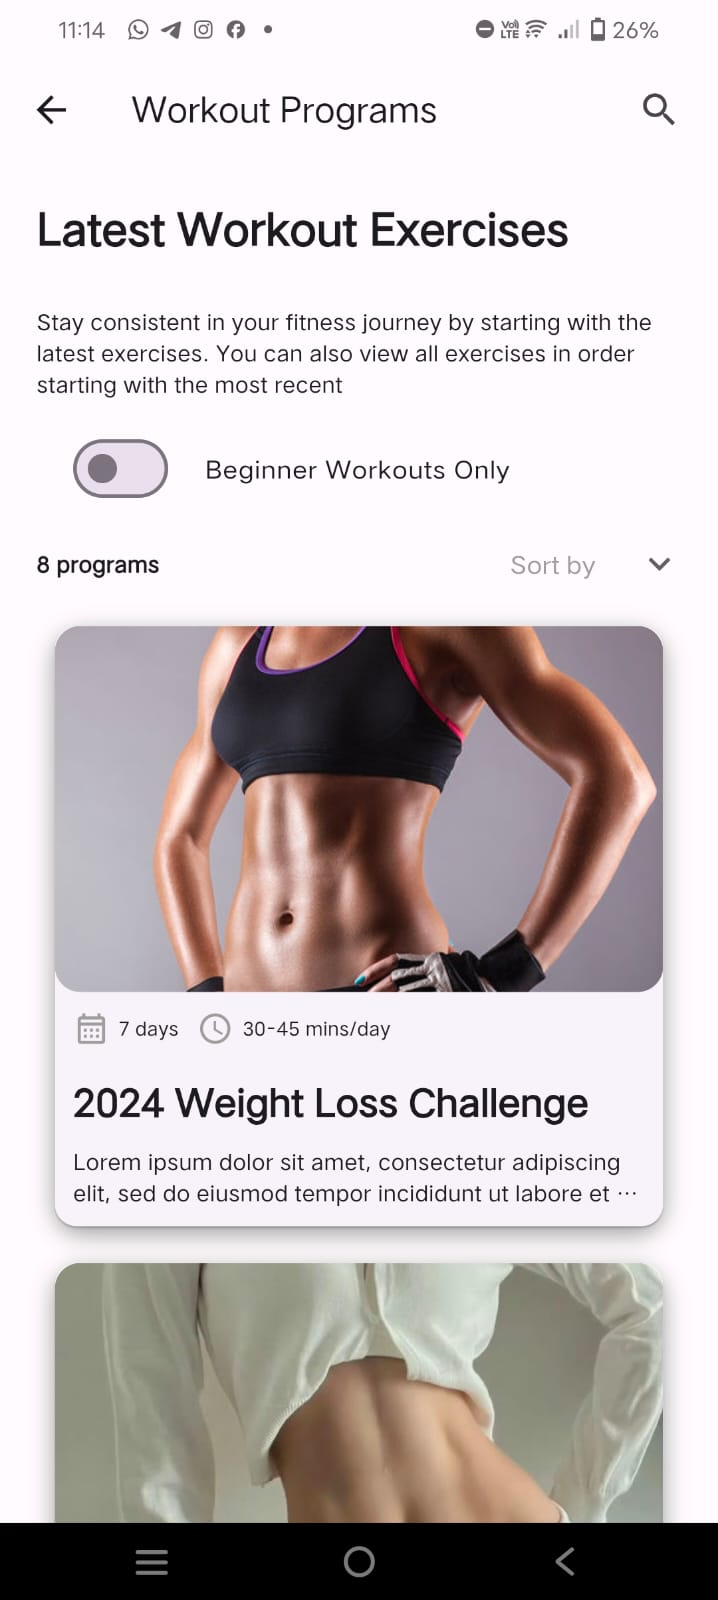 11:14 Vo) LTE 26%
Workout Programs
Latest Workout Exercises
Stay consistent in your fitness journey by starting with the
latest exercises. You can also view all exercises in order
starting with the most recent
Beginner Workouts Only
8 programs Sort by
7 days 30-45 mins/day
2024 Weight Loss Challenge
Lorem ipsum dolor sit amet, consectetur adipiscing
elit, sed do eiusmod tempor incididunt ut labore et ...